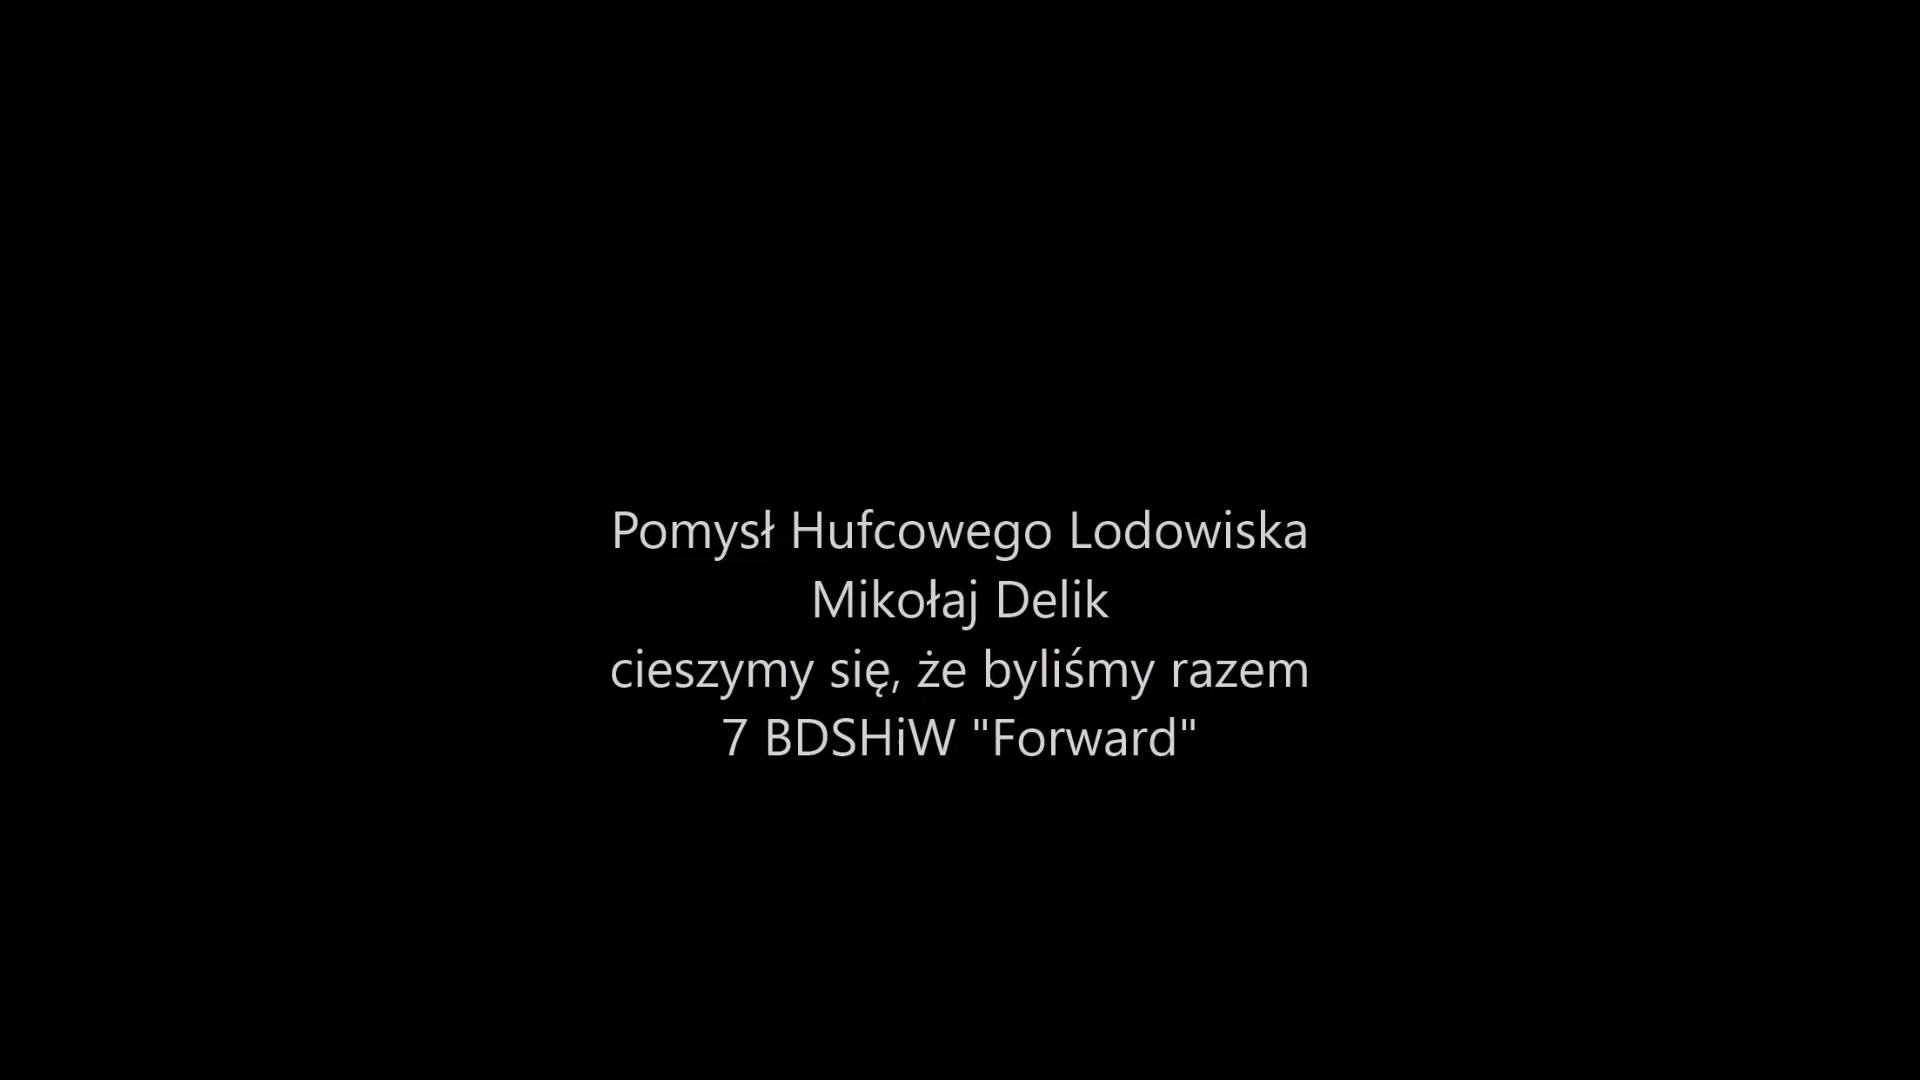 Pomysł Hufcowego Lodowiska
Mikołaj Delik
cieszymy się, że byliśmy razem
7 BDSHiW "Forward"